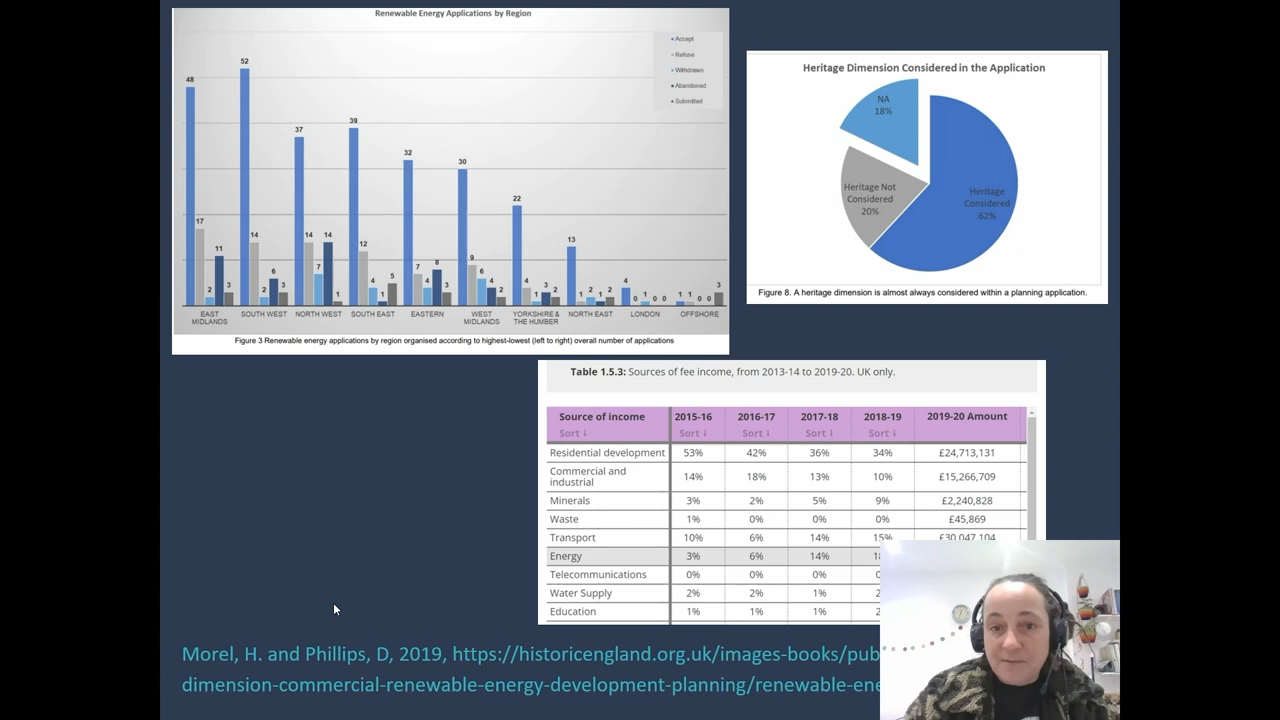 Renewable Energy Applications by Region
Accept
Refuse
Withdrawn
Abandoned
Submitted
48 17 2 11 3
52 14 2 6 3
37 14 7 14 1
39 12 4 1 5
32 7 4 8 3
30 9 6 4 2
22 4 1 3 2
13 1 2 1 2
4 0 1 0 0
1 1 0 0 3
EAST MIDLANDS
SOUTH WEST
NORTH WEST
SOUTH EAST
EASTERN
WEST MIDLANDS
YORKSHIRE & THE HUMBER
NORTH EAST
LONDON
OFFSHORE
Figure 3 Renewable energy applications by region organised according to highest-lowest (left to right) overall number of applications
Heritage Dimension Considered in the Application
NA
18%
Heritage Not
Considered
20%
Heritage
Considered
62%
Figure 8. A heritage dimension is almost always considered within a planning application.
Table 1.5.3: Sources of fee income, from 2013-14 to 2019-20. UK only.
Source of income 2015-16 2016-17 2017-18 2018-19 2019-20 Amount
Sort ↓ Sort ↓ Sort ↓ Sort ↓ Sort ↓
Residential development 53% 42% 36% 34% £24,713,131
Commercial and industrial 14% 18% 13% 10% £15,266,709
Minerals 3% 2% 5% 9% £2,240,828
Waste 1% 0% 0% 0% £45,869
Transport 10% 6% 14% 15% £30,047,104
Energy 3% 6% 14%
Telecommunications 0% 0% 0%
Water Supply 2% 2% 1%
Education 1% 1% 1%
Morel, H. and Phillips, D, 2019, https://historicengland.org.uk/images-books/pub
dimension-commercial-renewable-energy-development-planning/renewable-ene